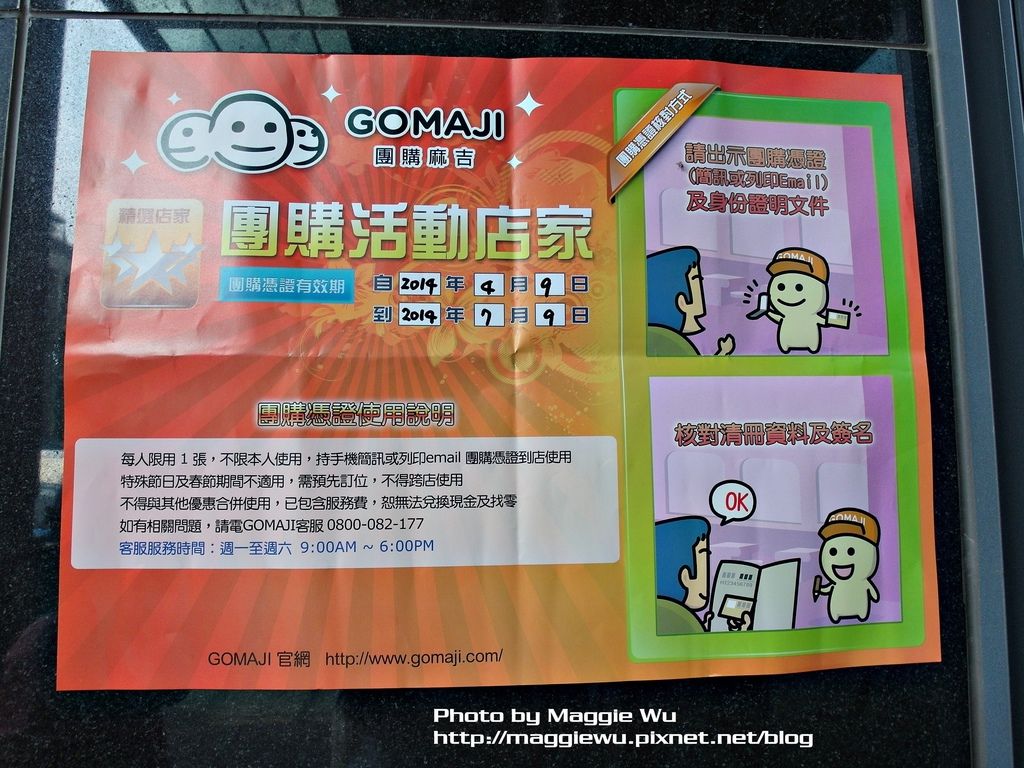 GOMAJI
團購麻吉
精選店家
團購活動店家
團購憑證有效期
自 2014 年 4 月 9 日
到 2014 年 7 月 9 日
團購憑證使用說明
每人限用 1 張，不限本人使用，持手機簡訊或列印email 團購憑證到店使用
特殊節日及春節期間不適用，需預先訂位，不得跨店使用
不得與其他優惠合併使用，已包含服務費，恕無法兌換現金及找零
如有相關問題，請電GOMAJI客服 0800-082-177
客服服務時間：週一至週六 9:00AM ~ 6:00PM
GOMAJI 官網 http://www.gomaji.com/
團購憑證核對方式
請出示團購憑證
(簡訊或列印Email)
及身份證明文件
GOMAJI
核對清冊資料及簽名
OK
GOMAJI
Photo by Maggie Wu
http://maggiewu.pixnet.net/blog